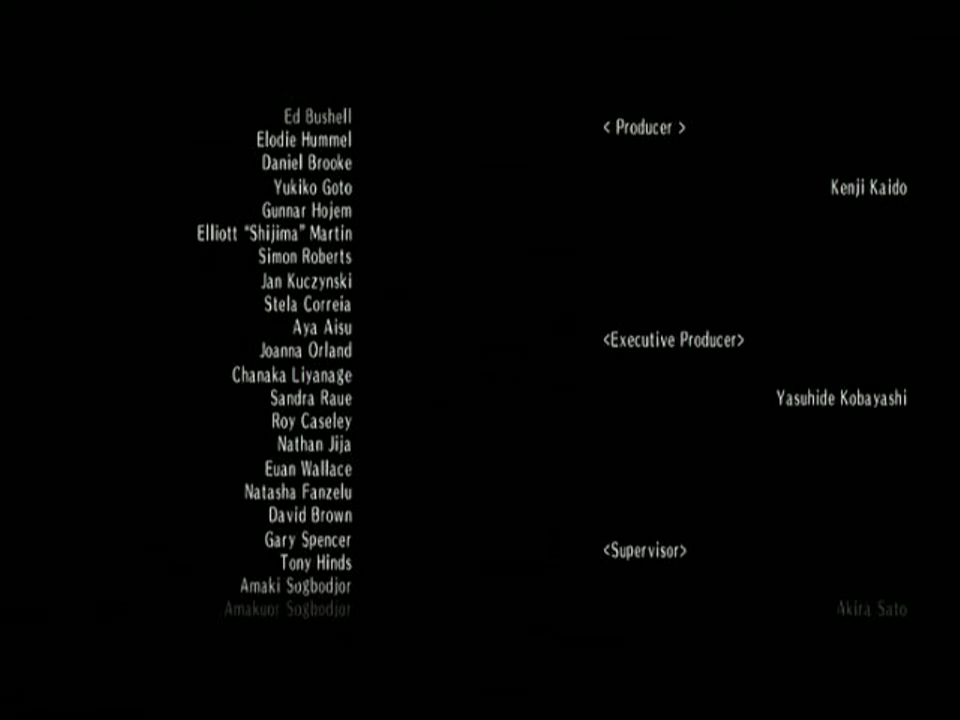 Ed Bushell
Elodie Hummel
Daniel Brooke
Yukiko Goto
Gunnar Hojem
Elliott “Shijima” Martin
Simon Roberts
Jan Kuczynski
Stela Correia
Aya Aisu
Joanna Orland
Chanaka Liyanage
Sandra Raue
Roy Caseley
Nathan Jija
Euan Wallace
Natasha Fanzelu
David Brown
Gary Spencer
Tony Hinds
Amaki Sogbodjor
Amakuor Sogbodjor
< Producer >
Kenji Kaido
<Executive Producer>
Yasuhide Kobayashi
<Supervisor>
Akira Sato